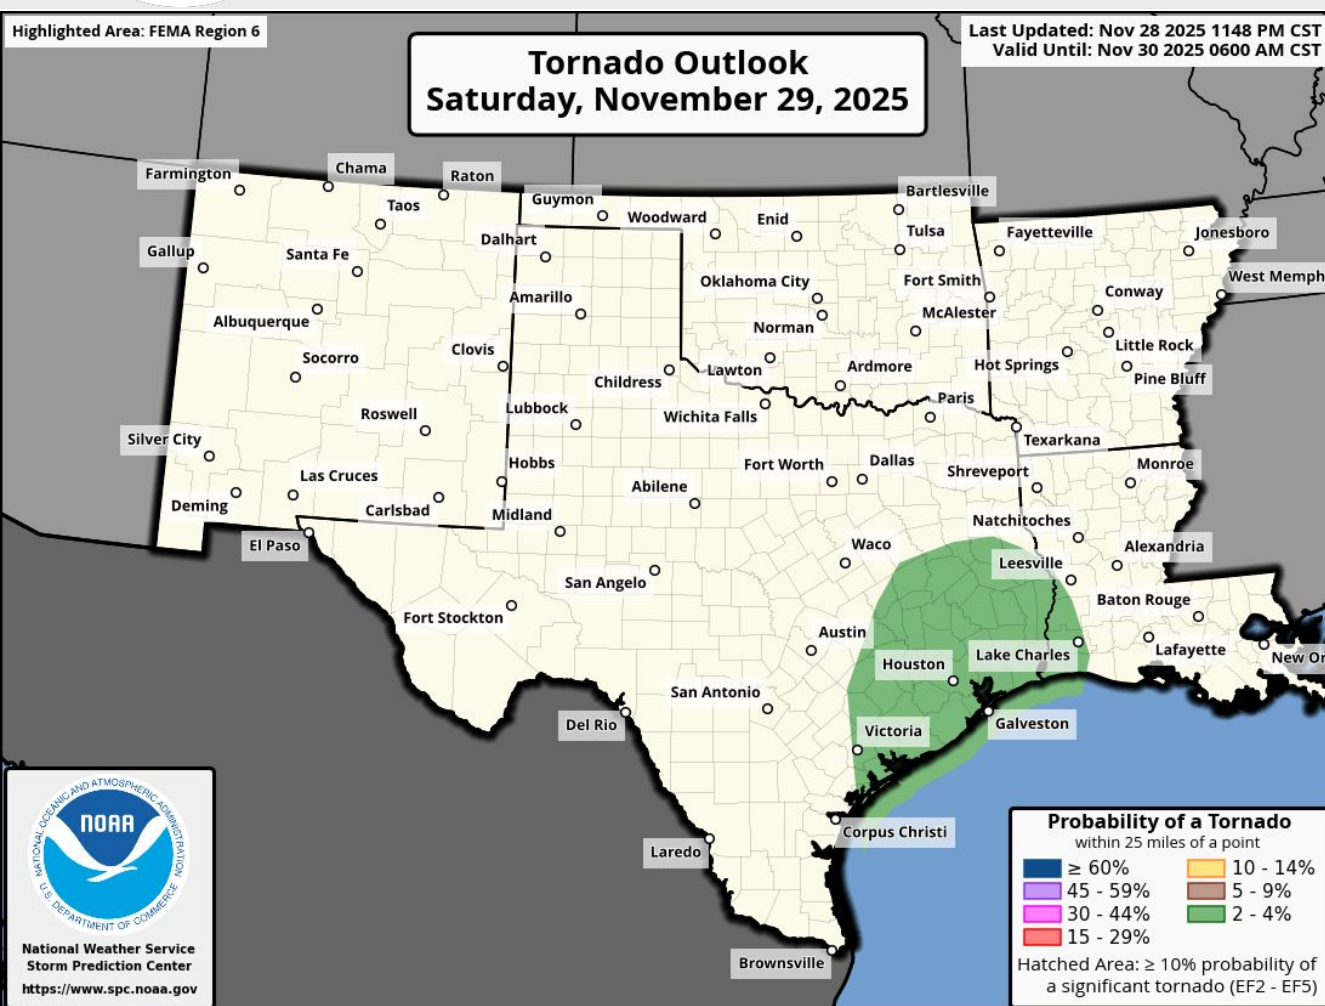 Highlighted Area: FEMA Region 6
Last Updated: Nov 28 2025 1148 PM CST
Valid Until: Nov 30 2025 0600 AM CST
Tornado Outlook
Saturday, November 29, 2025
Farmington
Chama
Raton
Taos
Guymon
Woodward
Enid
Bartlesville
Tulsa
Fayetteville
Jonesboro
Gallup
Santa Fe
Dalhart
Oklahoma City
Fort Smith
West Memph
Amarillo
Conway
Albuquerque
Norman
McAlester
Little Rock
Socorro
Clovis
Childress
Lawton
Ardmore
Hot Springs
Pine Bluff
Roswell
Lubbock
Wichita Falls
Paris
Silver City
Texarkana
Las Cruces
Hobbs
Fort Worth
Dallas
Shreveport
Monroe
Deming
Carlsbad
Midland
Abilene
Natchitoches
El Paso
Waco
Alexandria
San Angelo
Leesville
Fort Stockton
Baton Rouge
Austin
Houston
Lake Charles
Lafayette
New Or
San Antonio
Del Rio
Victoria
Galveston
Corpus Christi
Laredo
Brownsville
NATIONAL OCEANIC AND ATMOSPHERIC ADMINISTRATION
NOAA
U.S. DEPARTMENT OF COMMERCE
National Weather Service
Storm Prediction Center
https://www.spc.noaa.gov
Probability of a Tornado
within 25 miles of a point
≥ 60%
45 - 59%
30 - 44%
15 - 29%
10 - 14%
5 - 9%
2 - 4%
Hatched Area: ≥ 10% probability of
a significant tornado (EF2 - EF5)